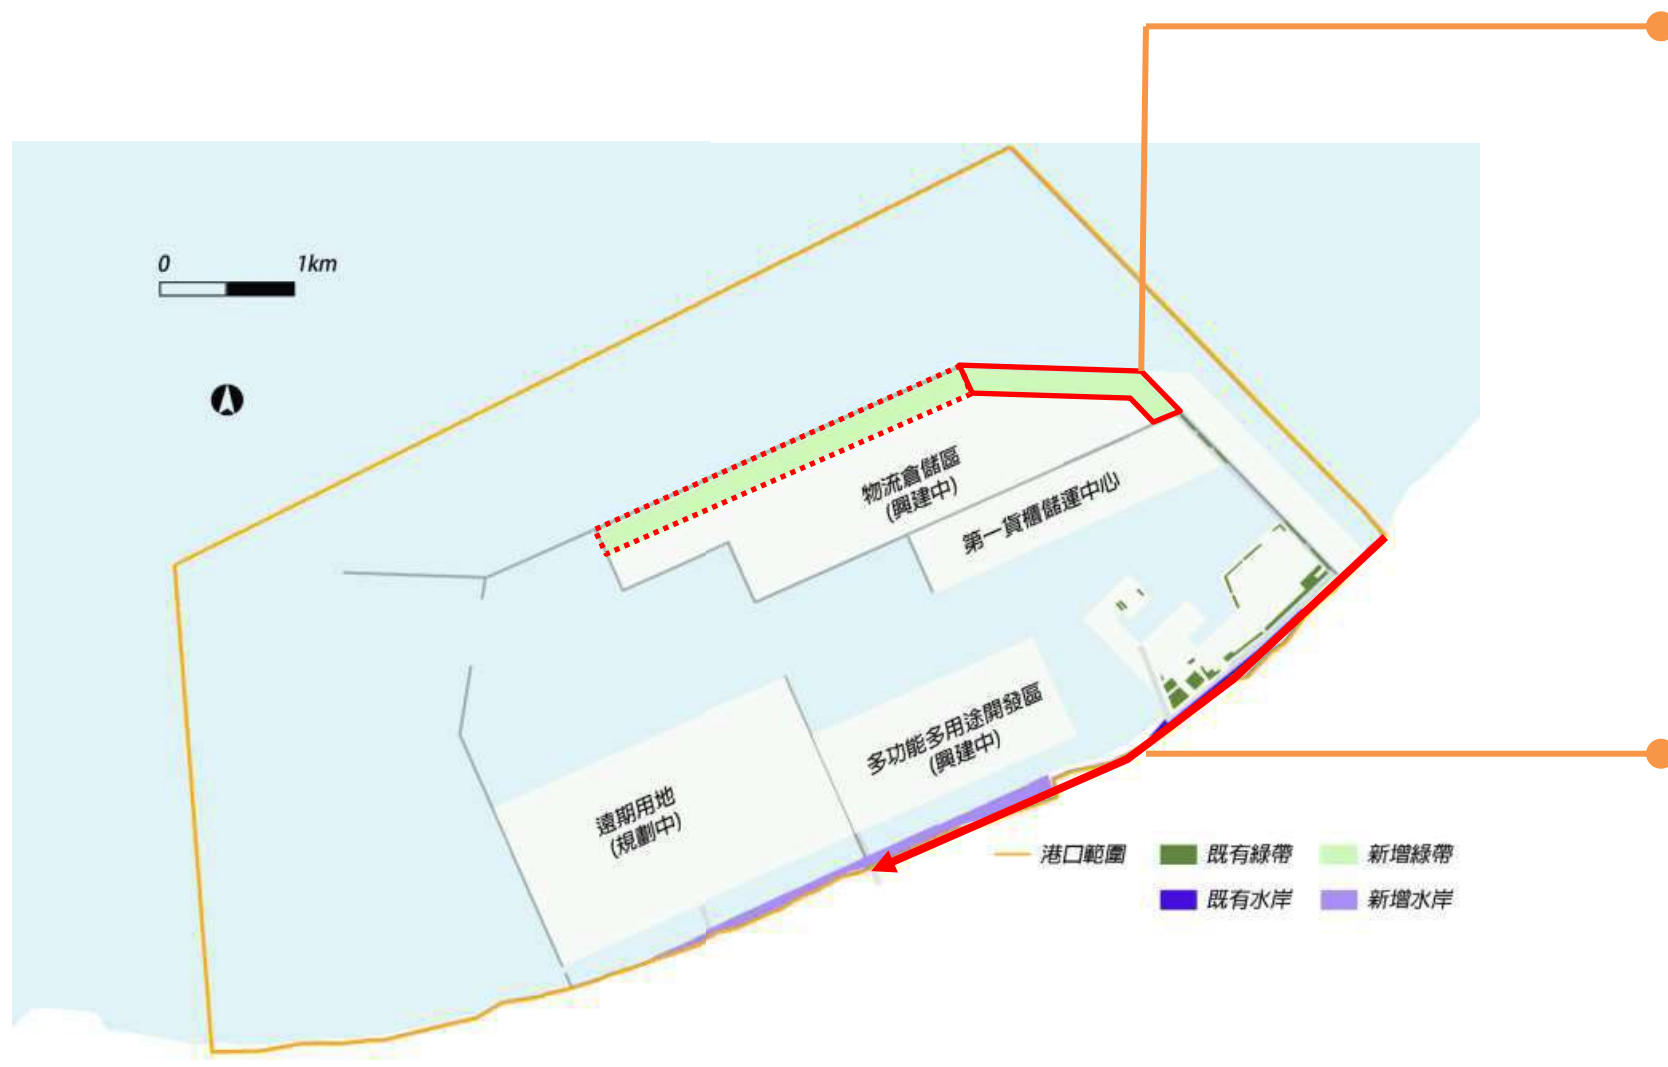 0 1km
物流倉儲區
(興建中)
第一貨櫃儲運中心
多功能多用途開發區
(興建中)
遠期用地
(規劃中)
港口範圍 既有綠帶 新增綠帶
既有水岸 新增水岸